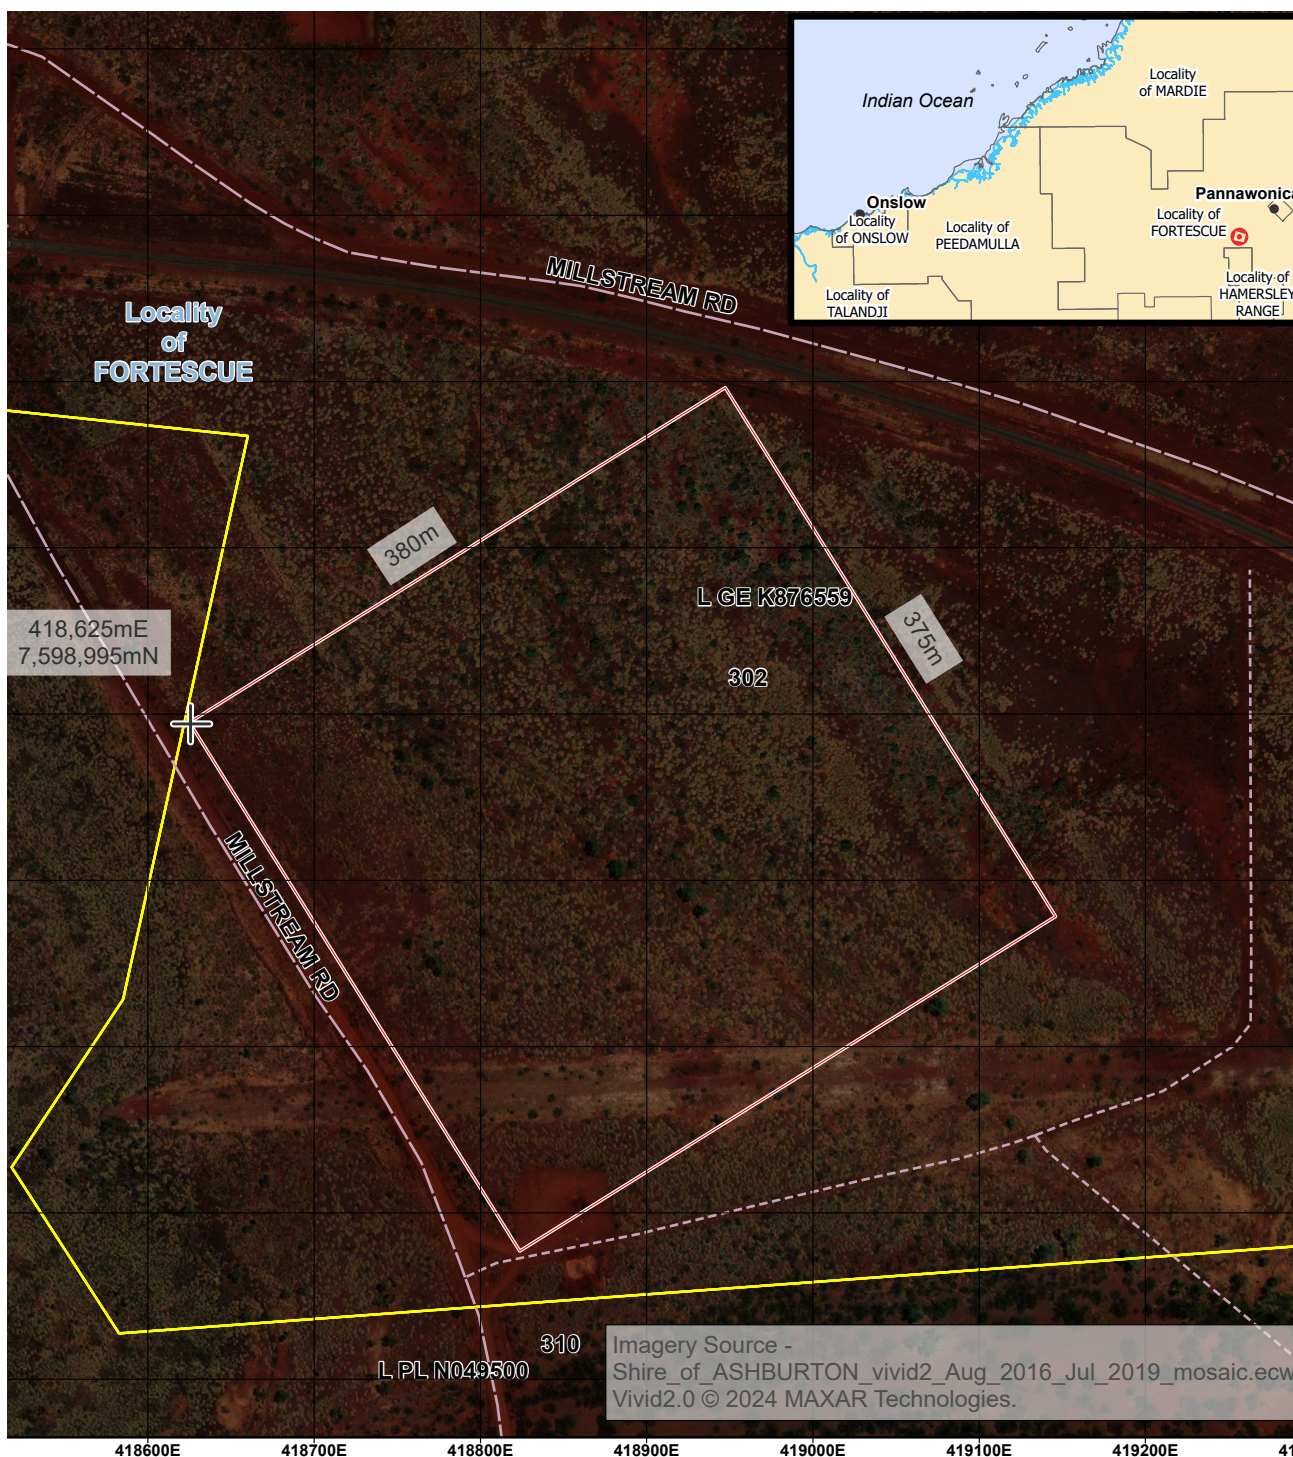 Indian Ocean
Locality
of MARDIE
Onslow
Locality
of ONSLOW
Locality of
PEEDAMULLA
Pannawonica
Locality of
FORTESCUE
Locality of
TALANDJI
Locality of
HAMERSLEY
RANGE
MILLSTREAM RD
Locality
of
FORTESCUE
380m
L GE K876559
375m
302
418,625mE
7,598,995mN
MILLSTREAM RD
310
L PL N049500
Imagery Source -
Shire_of_ASHBURTON_vivid2_Aug_2016_Jul_2019_mosaic.ecw
Vivid2.0 © 2024 MAXAR Technologies.
418600E 418700E 418800E 418900E 419000E 419100E 419200E 41